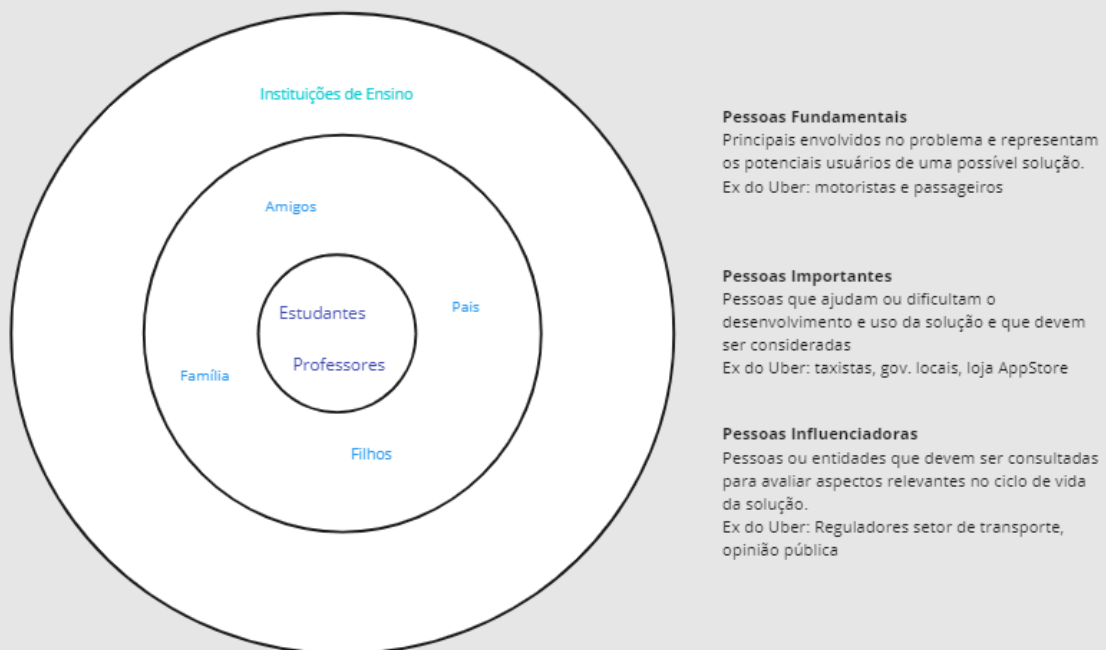 Instituições de Ensino
Amigos
Estudantes
Pais
Professores
Família
Filhos
Pessoas Fundamentais
Principais envolvidos no problema e representam
os potenciais usuários de uma possível solução.
Ex do Uber: motoristas e passageiros
Pessoas Importantes
Pessoas que ajudam ou dificultam o
desenvolvimento e uso da solução e que devem
ser consideradas
Ex do Uber: taxistas, gov. locais, loja AppStore
Pessoas Influenciadoras
Pessoas ou entidades que devem ser consultadas
para avaliar aspectos relevantes no ciclo de vida
da solução.
Ex do Uber: Reguladores setor de transporte,
opinião pública